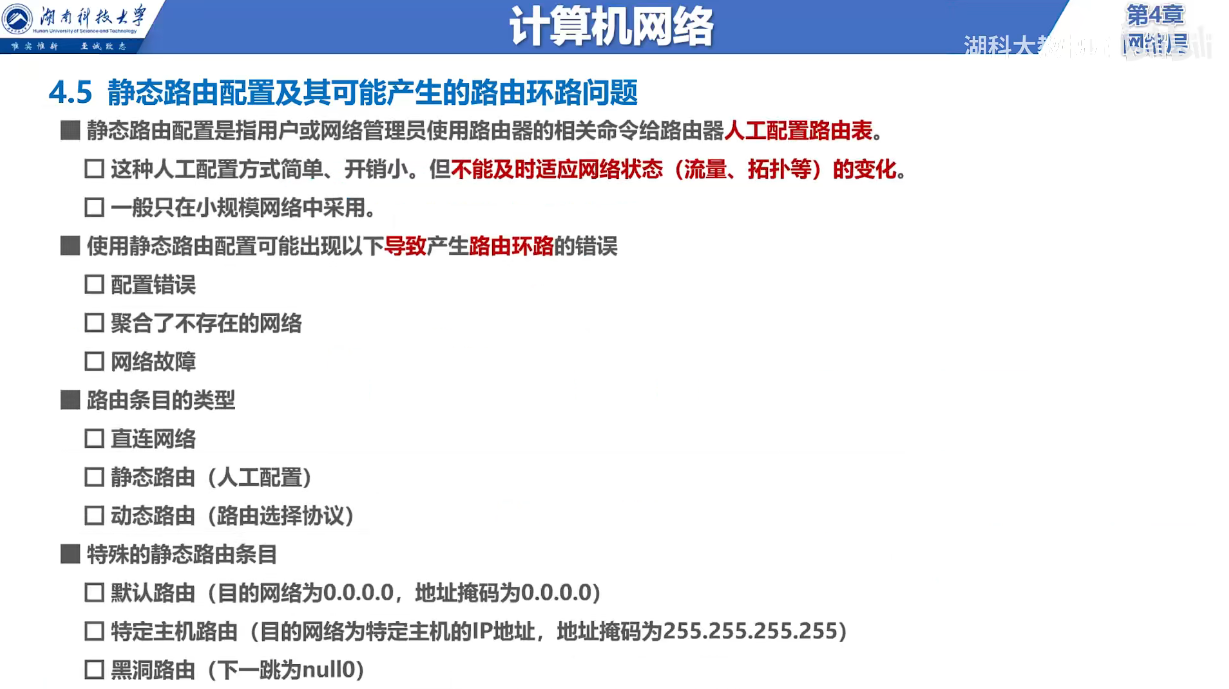 湖南科技大学
Hunan University of Science and Technology
唯实惟新 至诚致志
计算机网络
第4章
网络层
湖科大教书匠
bilibili
4.5 静态路由配置及其可能产生的路由环路问题
■ 静态路由配置是指用户或网络管理员使用路由器的相关命令给路由器人工配置路由表。
□ 这种人工配置方式简单、开销小。但不能及时适应网络状态（流量、拓扑等）的变化。
□ 一般只在小规模网络中采用。
■ 使用静态路由配置可能出现以下导致产生路由环路的错误
□ 配置错误
□ 聚合了不存在的网络
□ 网络故障
■ 路由条目的类型
□ 直连网络
□ 静态路由（人工配置）
□ 动态路由（路由选择协议）
■ 特殊的静态路由条目
□ 默认路由（目的网络为0.0.0.0，地址掩码为0.0.0.0）
□ 特定主机路由（目的网络为特定主机的IP地址，地址掩码为255.255.255.255）
□ 黑洞路由（下一跳为null0）